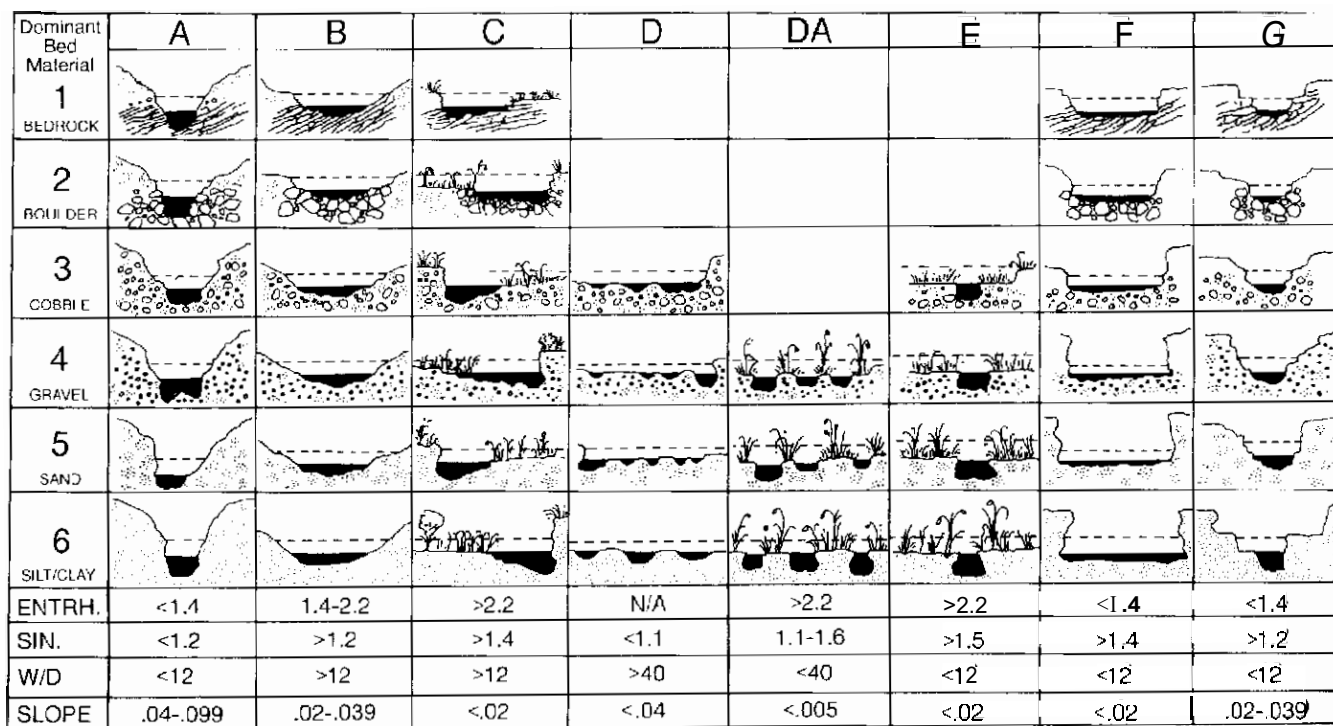 Dominant Bed Material A B C D DA E F G
1 BEDROCK
2 BOULDER
3 COBBLE
4 GRAVEL
5 SAND
6 SILT/CLAY
ENTRH. <1.4 1.4-2.2 >2.2 N/A >2.2 >2.2 <I.4 <1.4
SIN. <1.2 >1.2 >1.4 <1.1 1.1-1.6 >1.5 >1.4 >1.2
W/D <12 >12 >12 >40 <40 <12 <12 <12
SLOPE .04-.099 .02-.039 <.02 <.04 <.005 <.02 <.02 .02-.039